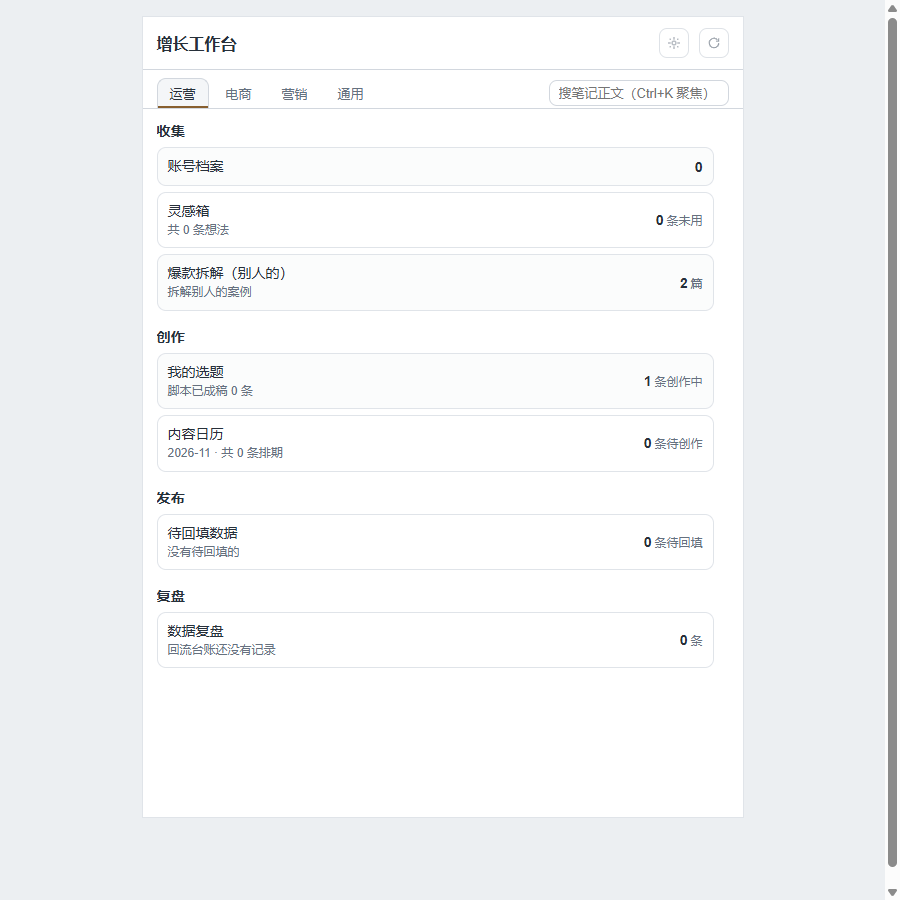 增长工作台
运营 电商 营销 通用 搜笔记正文（Ctrl+K 聚焦）
收集
账号档案 0
灵感箱
共 0 条想法
0 条未用
爆款拆解（别人的）
拆解别人的案例
2 篇
创作
我的选题
脚本已成稿 0 条
1 条创作中
内容日历
2026-11 · 共 0 条排期
0 条待创作
发布
待回填数据
没有待回填的
0 条待回填
复盘
数据复盘
回流台账还没有记录
0 条